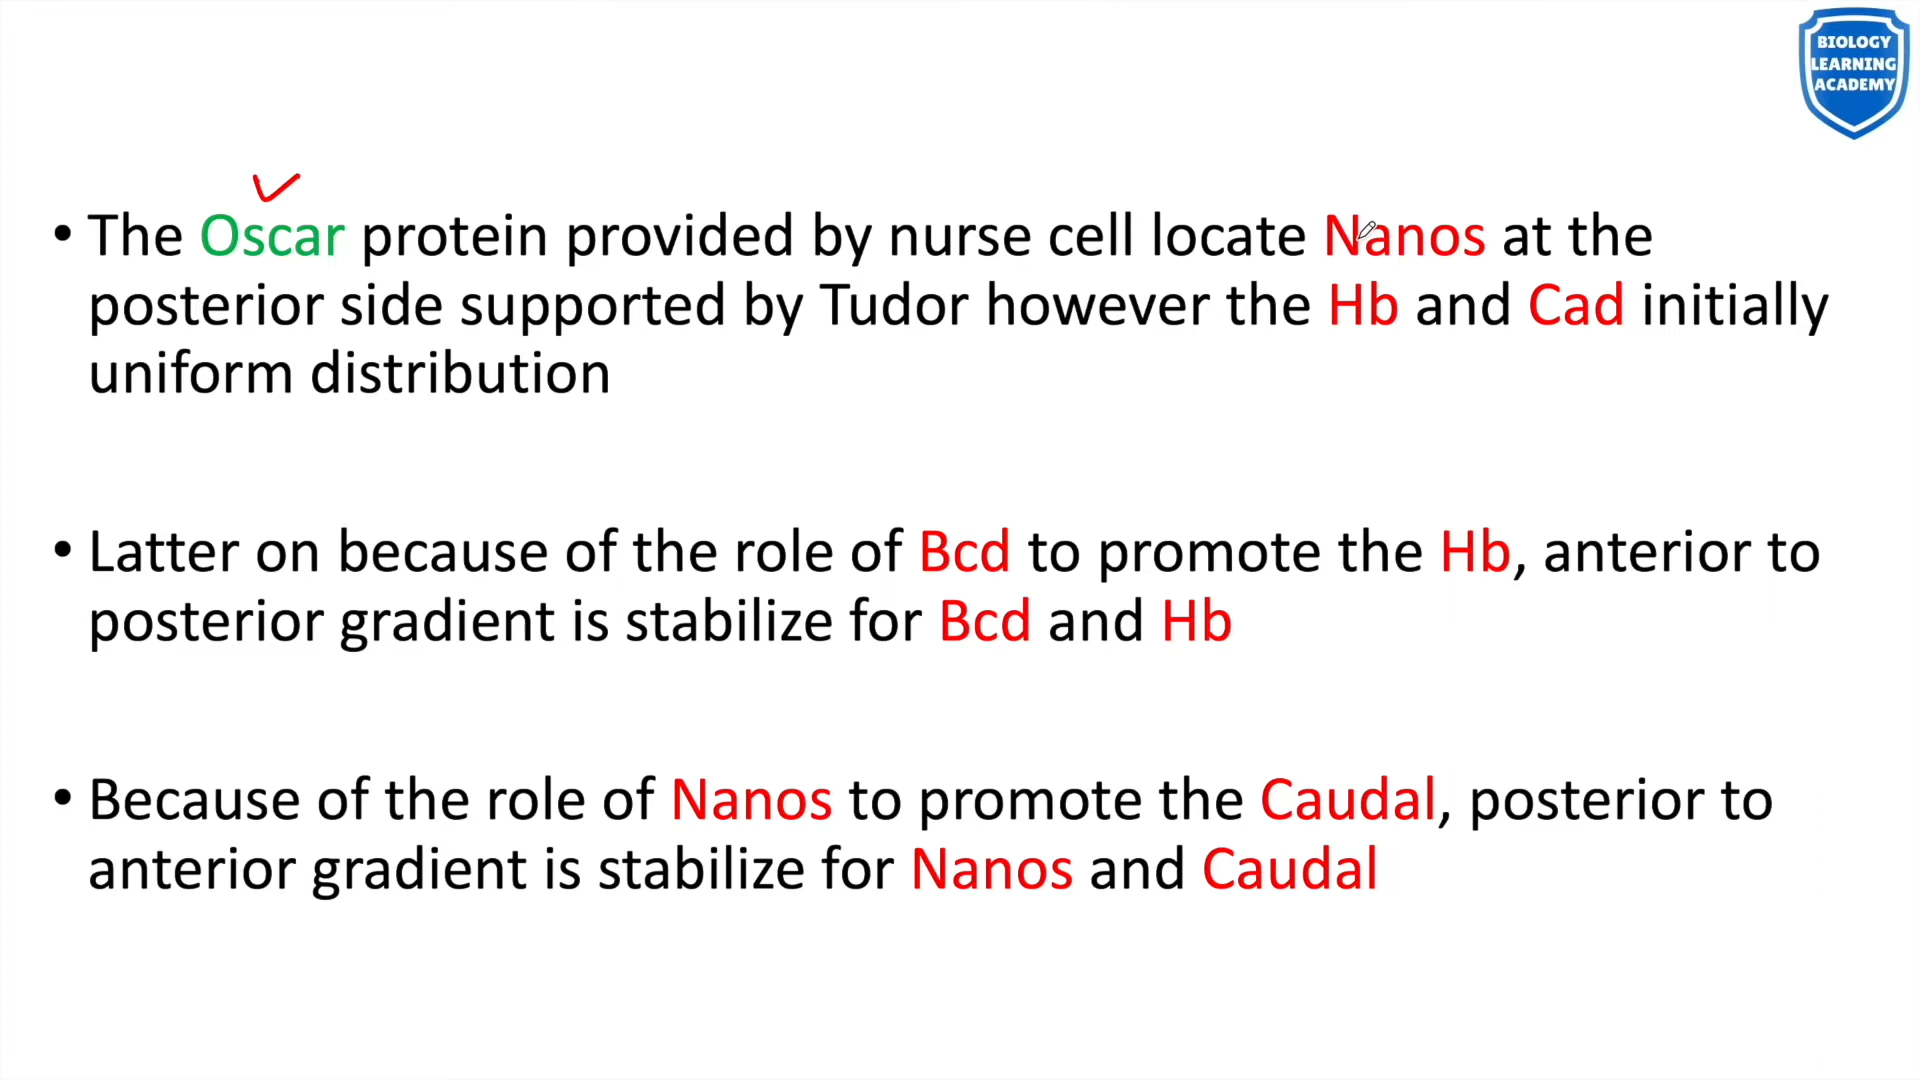 BIOLOGY
LEARNING
ACADEMY
• The Oscar protein provided by nurse cell locate Nanos at the
posterior side supported by Tudor however the Hb and Cad initially
uniform distribution
• Latter on because of the role of Bcd to promote the Hb, anterior to
posterior gradient is stabilize for Bcd and Hb
• Because of the role of Nanos to promote the Caudal, posterior to
anterior gradient is stabilize for Nanos and Caudal